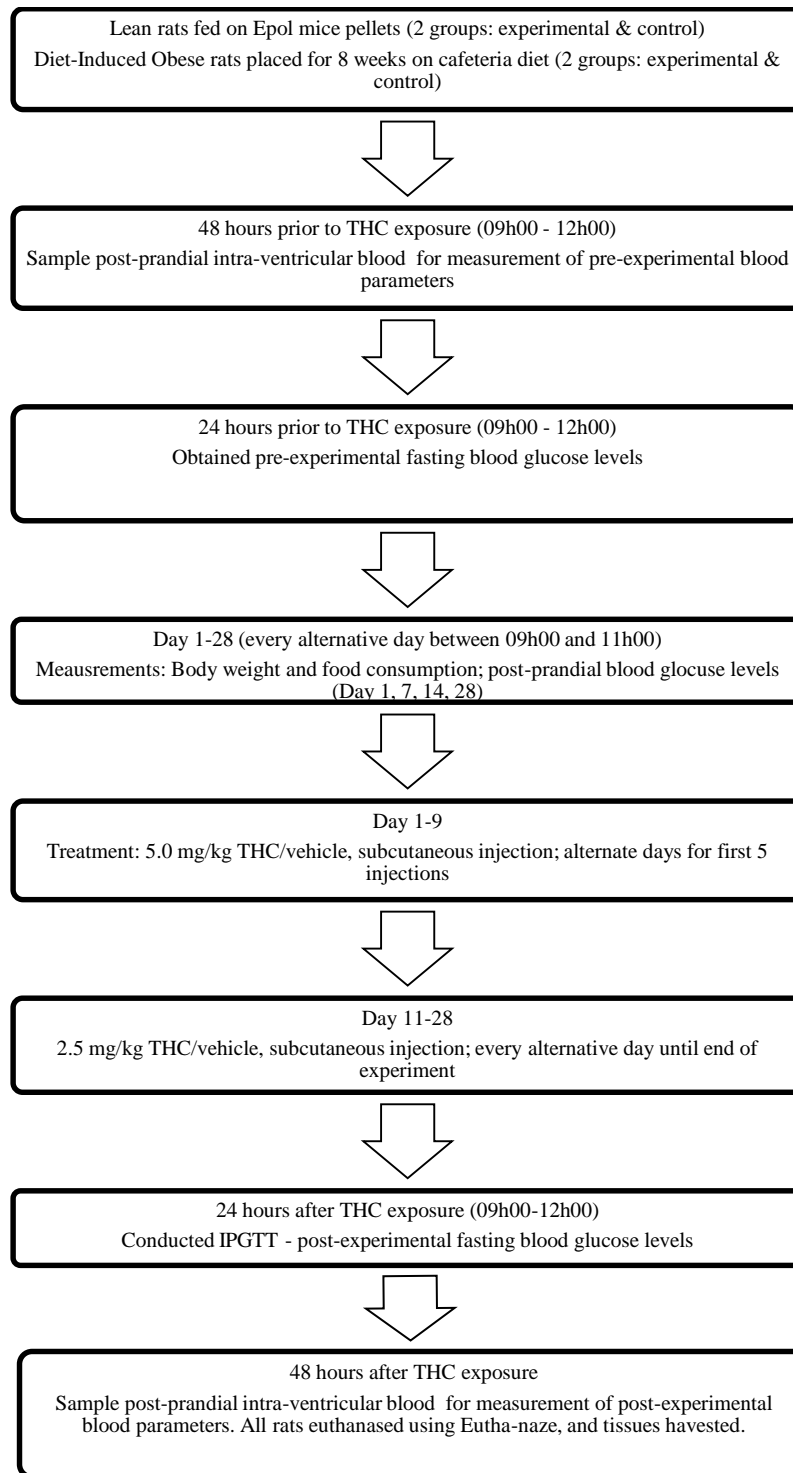 Lean rats fed on Epol mice pellets (2 groups: experimental & control)
Diet-Induced Obese rats placed for 8 weeks on cafeteria diet (2 groups: experimental &
control)
48 hours prior to THC exposure (09h00 - 12h00)
Sample post-prandial intra-ventricular blood for measurement of pre-experimental blood
parameters
24 hours prior to THC exposure (09h00 - 12h00)
Obtained pre-experimental fasting blood glucose levels
Day 1-28 (every alternative day between 09h00 and 11h00)
Meausrements: Body weight and food consumption; post-prandial blood glocuse levels
(Day 1, 7, 14, 28)
Day 1-9
Treatment: 5.0 mg/kg THC/vehicle, subcutaneous injection; alternate days for first 5
injections
Day 11-28
2.5 mg/kg THC/vehicle, subcutaneous injection; every alternative day until end of
experiment
24 hours after THC exposure (09h00-12h00)
Conducted IPGTT - post-experimental fasting blood glucose levels
48 hours after THC exposure
Sample post-prandial intra-ventricular blood for measurement of post-experimental
blood parameters. All rats euthanased using Eutha-naze, and tissues havested.